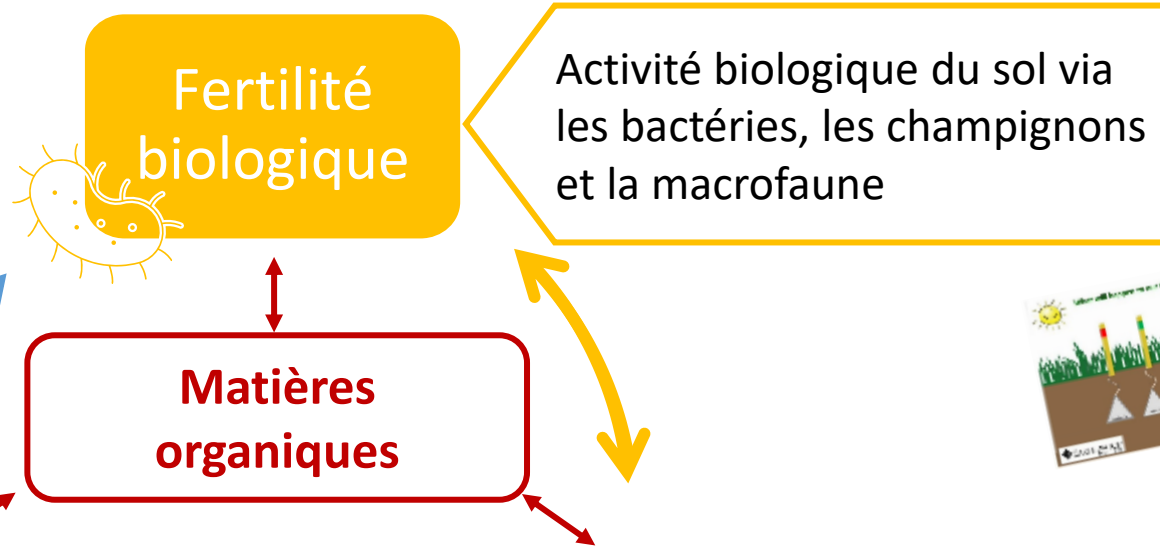 Fertilité
biologique
Activité biologique du sol via
les bactéries, les champignons
et la macrofaune
Matières
organiques